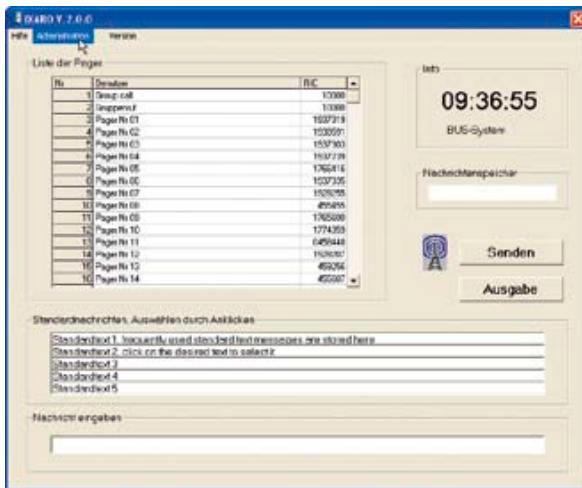 DIARO V. 2.0.0
Hilfe Administration Version
Liste der Pager
Nr Benutzer RIC
1 Group call 10088
2 Gruppenruf 10088
3 Pager Nr 01 1537319
4 Pager Nr 02
5 Pager Nr 03
6 Pager Nr 04
7 Pager Nr 05 1766416
8 Pager Nr 06
9 Pager Nr 07
10 Pager Nr 08
11 Pager Nr 09
12 Pager Nr 10
13 Pager Nr 11
14 Pager Nr 12
15 Pager Nr 13
16 Pager Nr 14
Info
09:36:55
BUS-System
Nachrichtenspeicher
Senden
Ausgabe
Standardnachrichten, Auswählen durch Anklicken
Standardtext 1, frequently used standard text messages are stored here
Standardtext 2, click on the desired text to select it
Standardtext 3
Standardtext 4
Standardtext 5
Nachricht eingeben